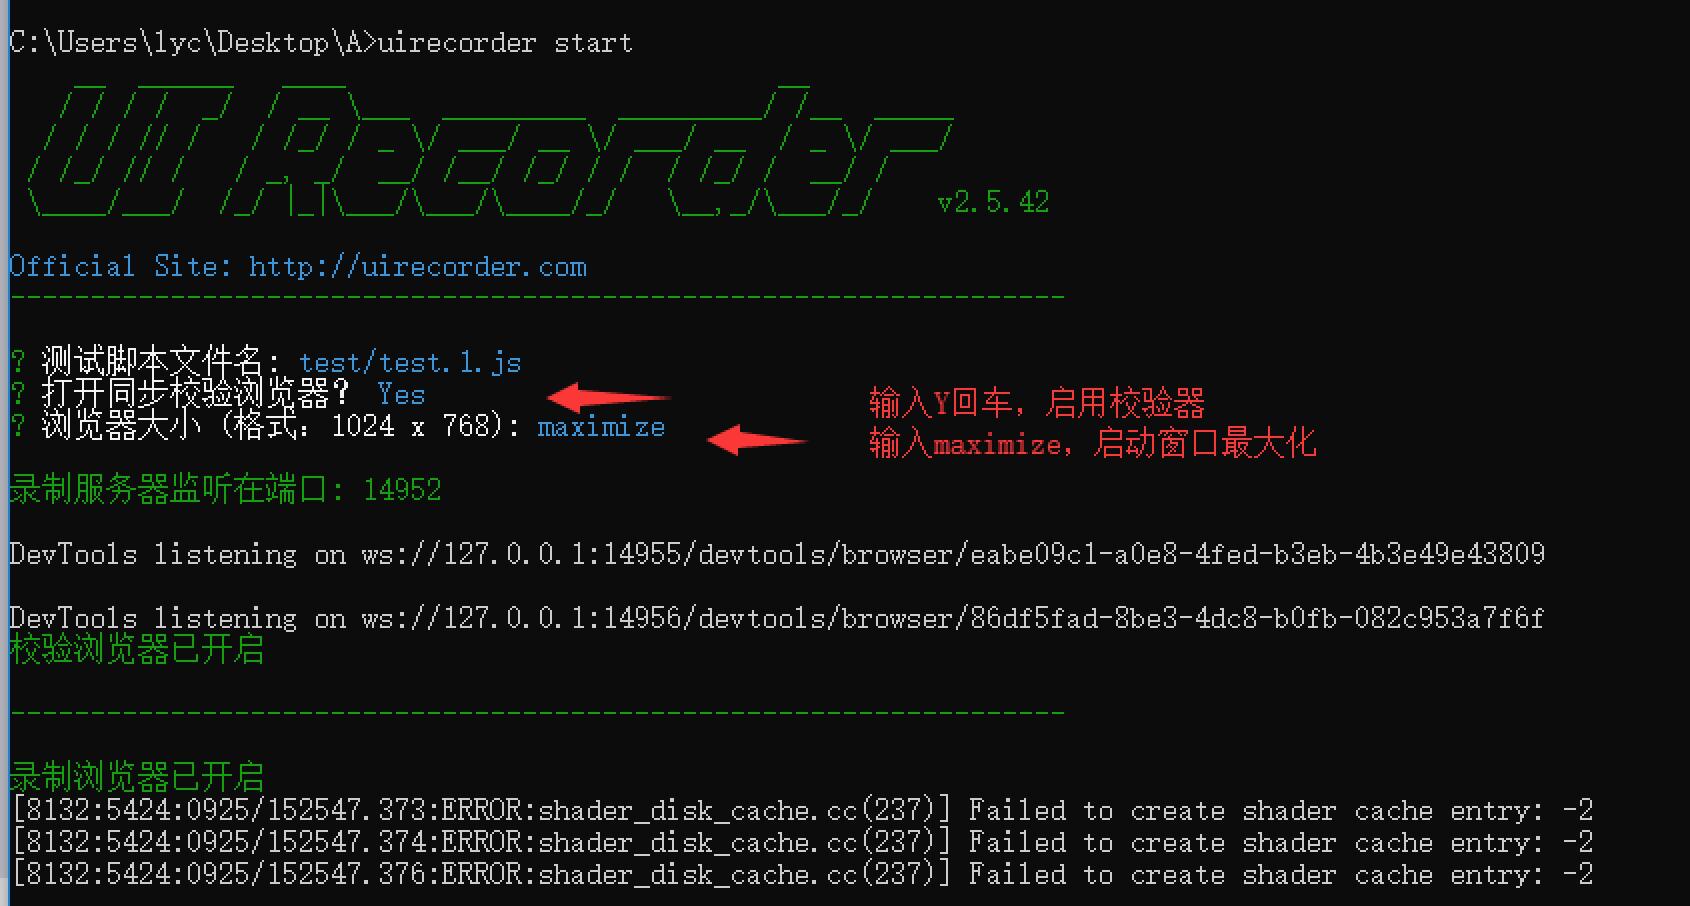 C:\Users\lyc\Desktop\A>uirecorder start
UI Recorder v2.5.42
Official Site: http://uirecorder.com
------------------------------------------------------------------
? 测试脚本文件名: test/test.1.js
? 打开同步校验浏览器? Yes
输入Y回车，启用校验器
? 浏览器大小 (格式: 1024 x 768): maximize
输入maximize，启动窗口最大化
录制服务器监听在端口: 14952
DevTools listening on ws://127.0.0.1:14955/devtools/browser/eabe09c1-a0e8-4fed-b3eb-4b3e49e43809
DevTools listening on ws://127.0.0.1:14956/devtools/browser/86df5fad-8be3-4dc8-b0fb-082c953a7f6f
校验浏览器已开启
------------------------------------------------------------------
录制浏览器已开启
[8132:5424:0925/152547.373:ERROR:shader_disk_cache.cc(237)] Failed to create shader cache entry: -2
[8132:5424:0925/152547.374:ERROR:shader_disk_cache.cc(237)] Failed to create shader cache entry: -2
[8132:5424:0925/152547.376:ERROR:shader_disk_cache.cc(237)] Failed to create shader cache entry: -2